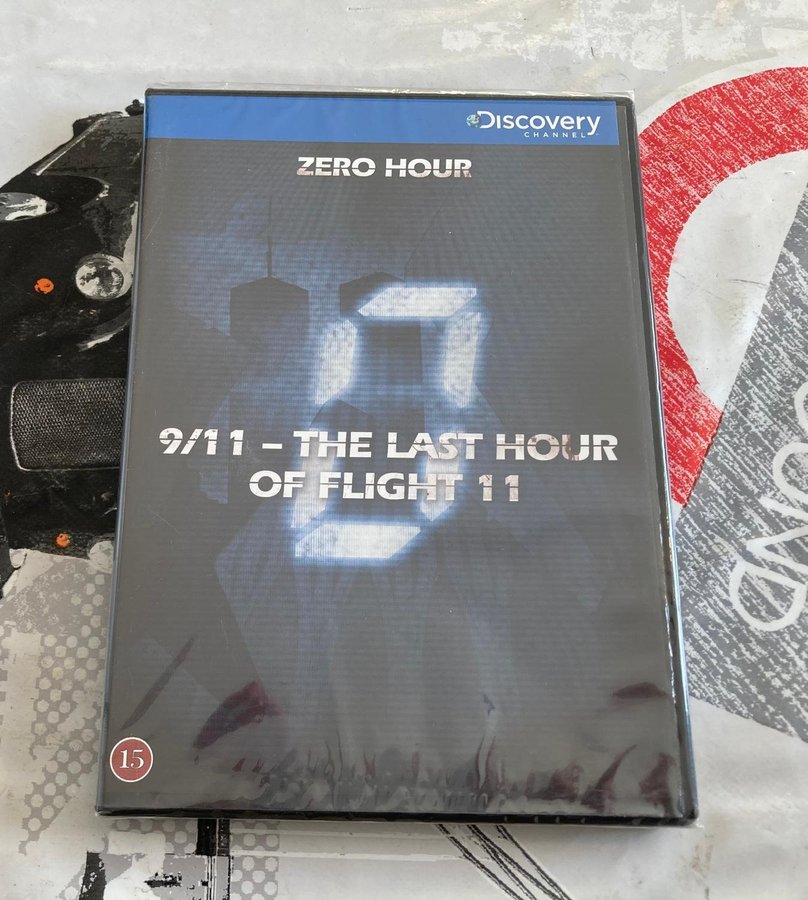 Discovery
CHANNEL
ZERO HOUR
9/11 – THE LAST HOUR
OF FLIGHT 11
15